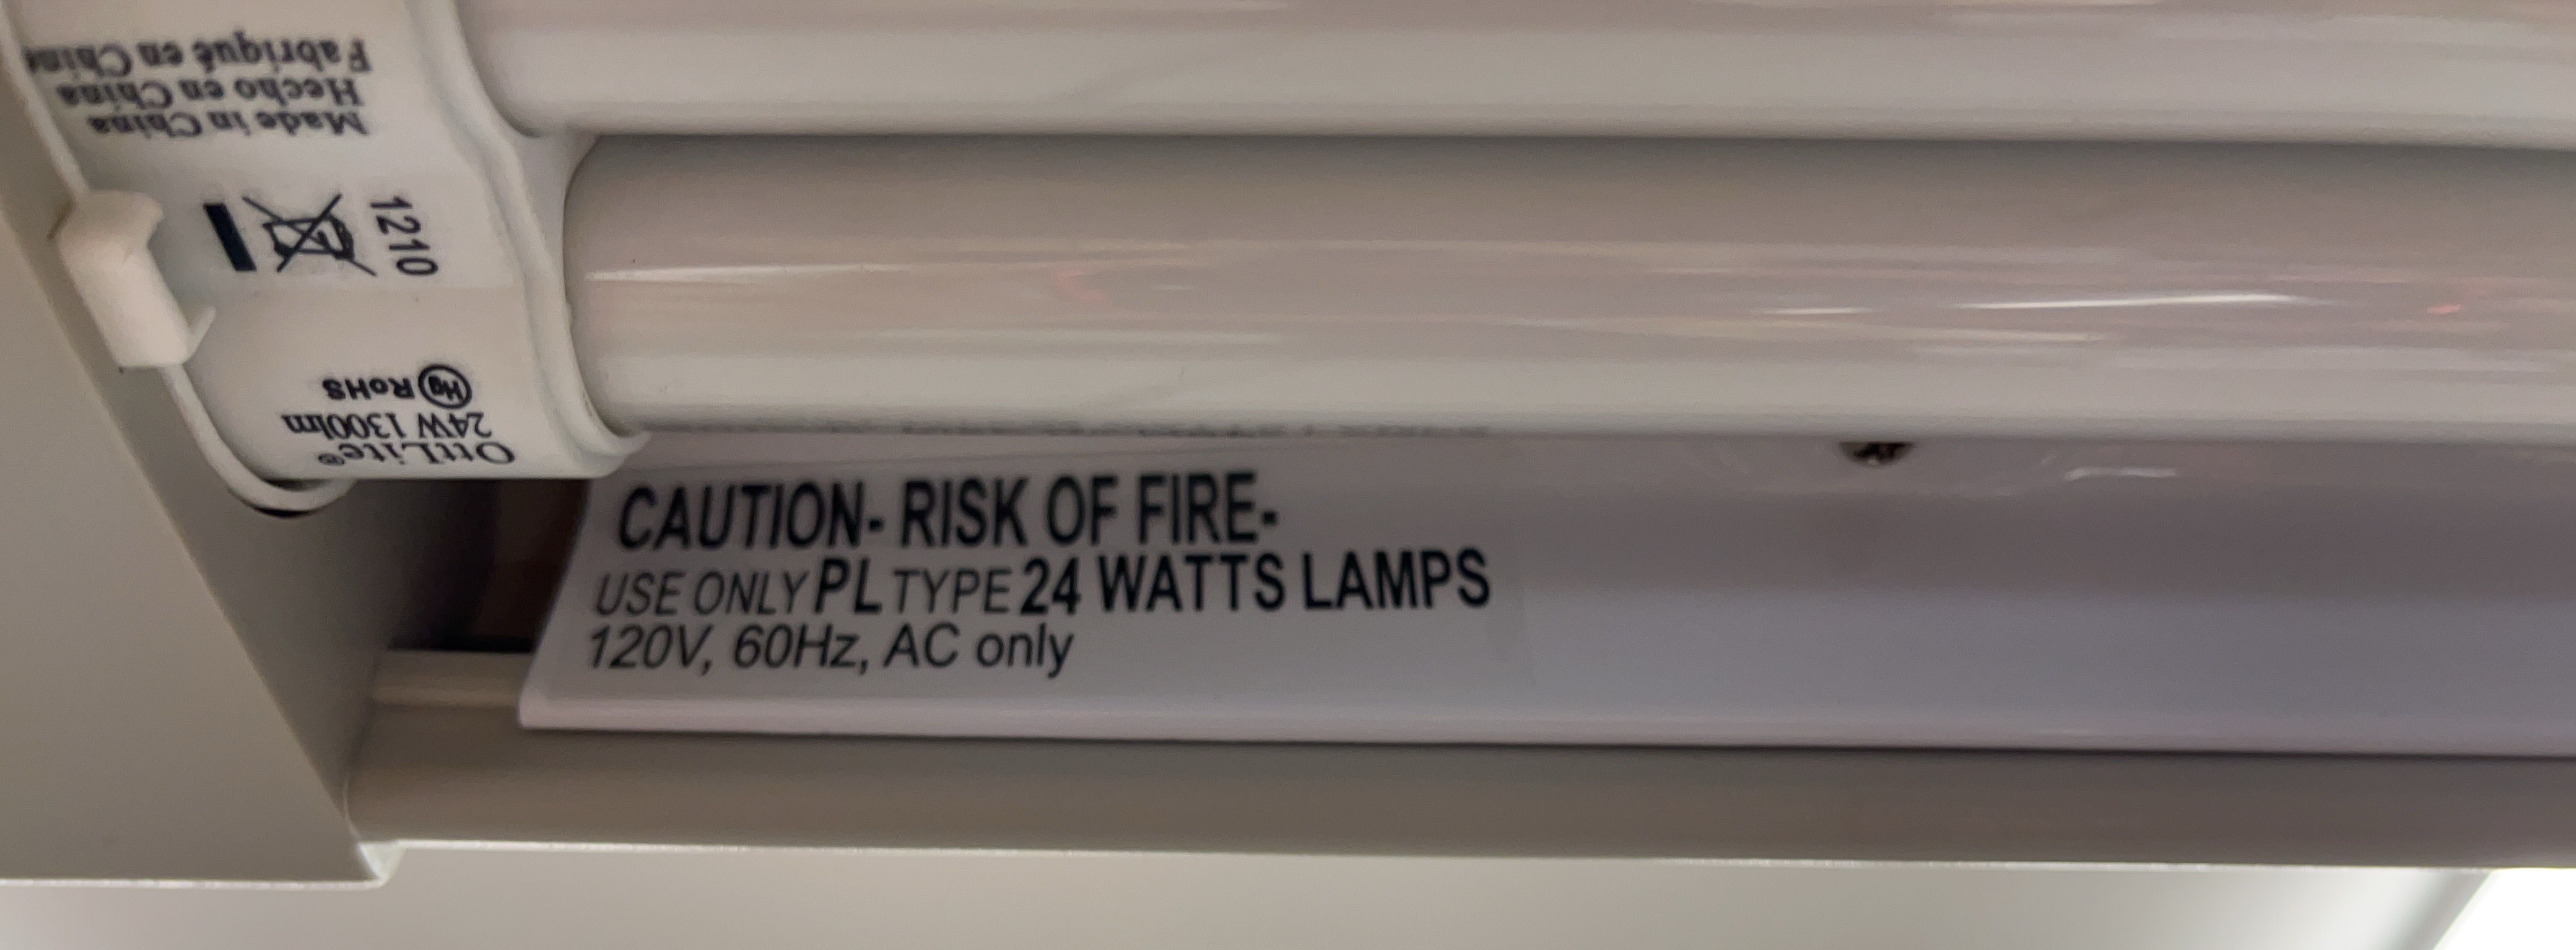 OttLite®
24W 1300lm
Hg RoHS
1210
Made in China
Hecho en China
Fabriqué en Chine
CAUTION- RISK OF FIRE-
USE ONLY PL TYPE 24 WATTS LAMPS
120V, 60Hz, AC only